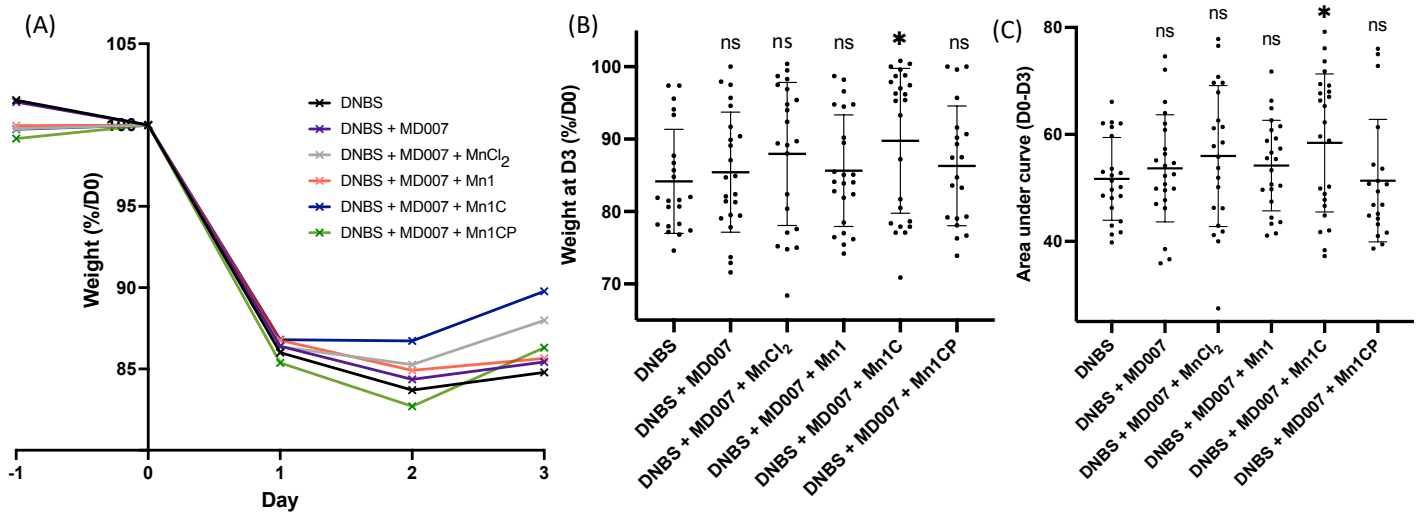 (A)
105
100
95
90
85
Weight (%/D0)
-1
0
1
2
3
Day
DNBS
DNBS + MD007
DNBS + MD007 + MnCl₂
DNBS + MD007 + Mn1
DNBS + MD007 + Mn1C
DNBS + MD007 + Mn1CP
(B)
ns
ns
ns
*
ns
100
90
80
70
Weight at D3 (%/D0)
DNBS
DNBS + MD007
DNBS + MD007 + MnCl₂
DNBS + MD007 + Mn1
DNBS + MD007 + Mn1C
DNBS + MD007 + Mn1CP
(C)
ns
ns
ns
*
ns
80
60
40
Area under curve (D0-D3)
DNBS
DNBS + MD007
DNBS + MD007 + MnCl₂
DNBS + MD007 + Mn1
DNBS + MD007 + Mn1C
DNBS + MD007 + Mn1CP